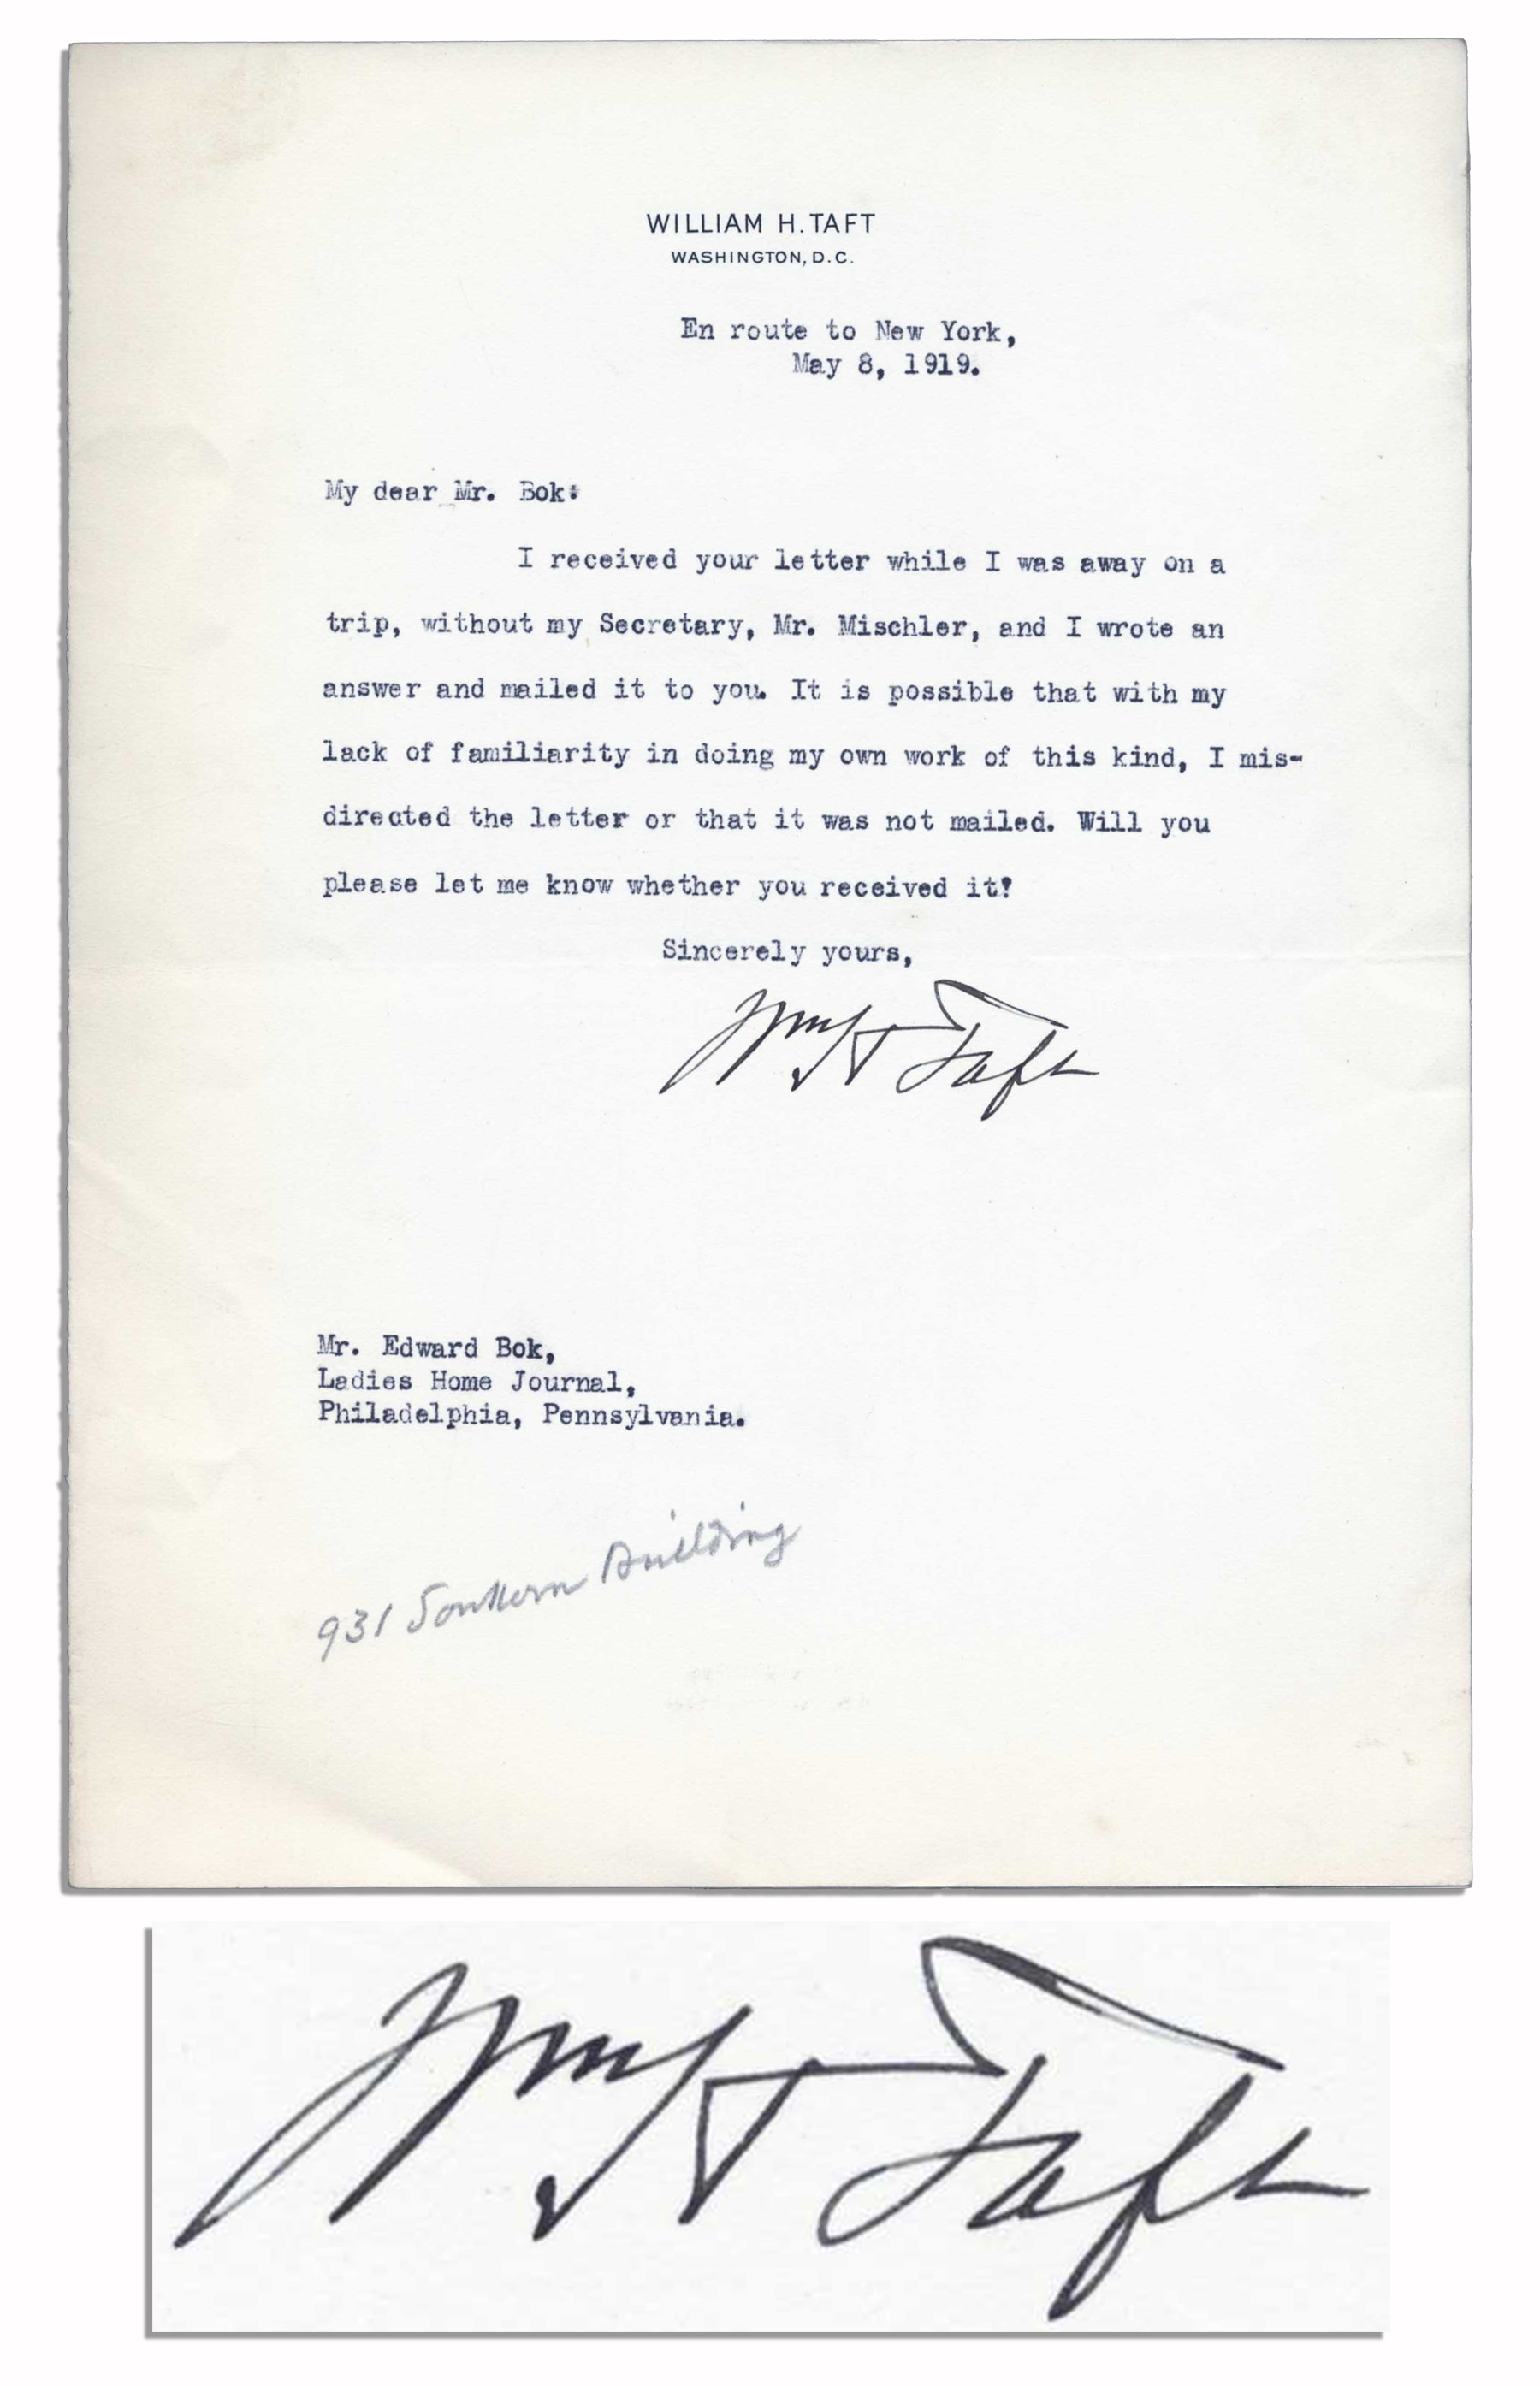 WILLIAM H. TAFT
WASHINGTON, D.C.
En route to New York,
May 8, 1919.
My dear Mr. Bok:
I received your letter while I was away on a
trip, without my Secretary, Mr. Mischler, and I wrote an
answer and mailed it to you. It is possible that with my
lack of familiarity in doing my own work of this kind, I mis-
directed the letter or that it was not mailed. Will you
please let me know whether you received it?
Sincerely yours,
Wm H Taft
Mr. Edward Bok,
Ladies Home Journal,
Philadelphia, Pennsylvania.
931 Southern Building
Wm H Taft